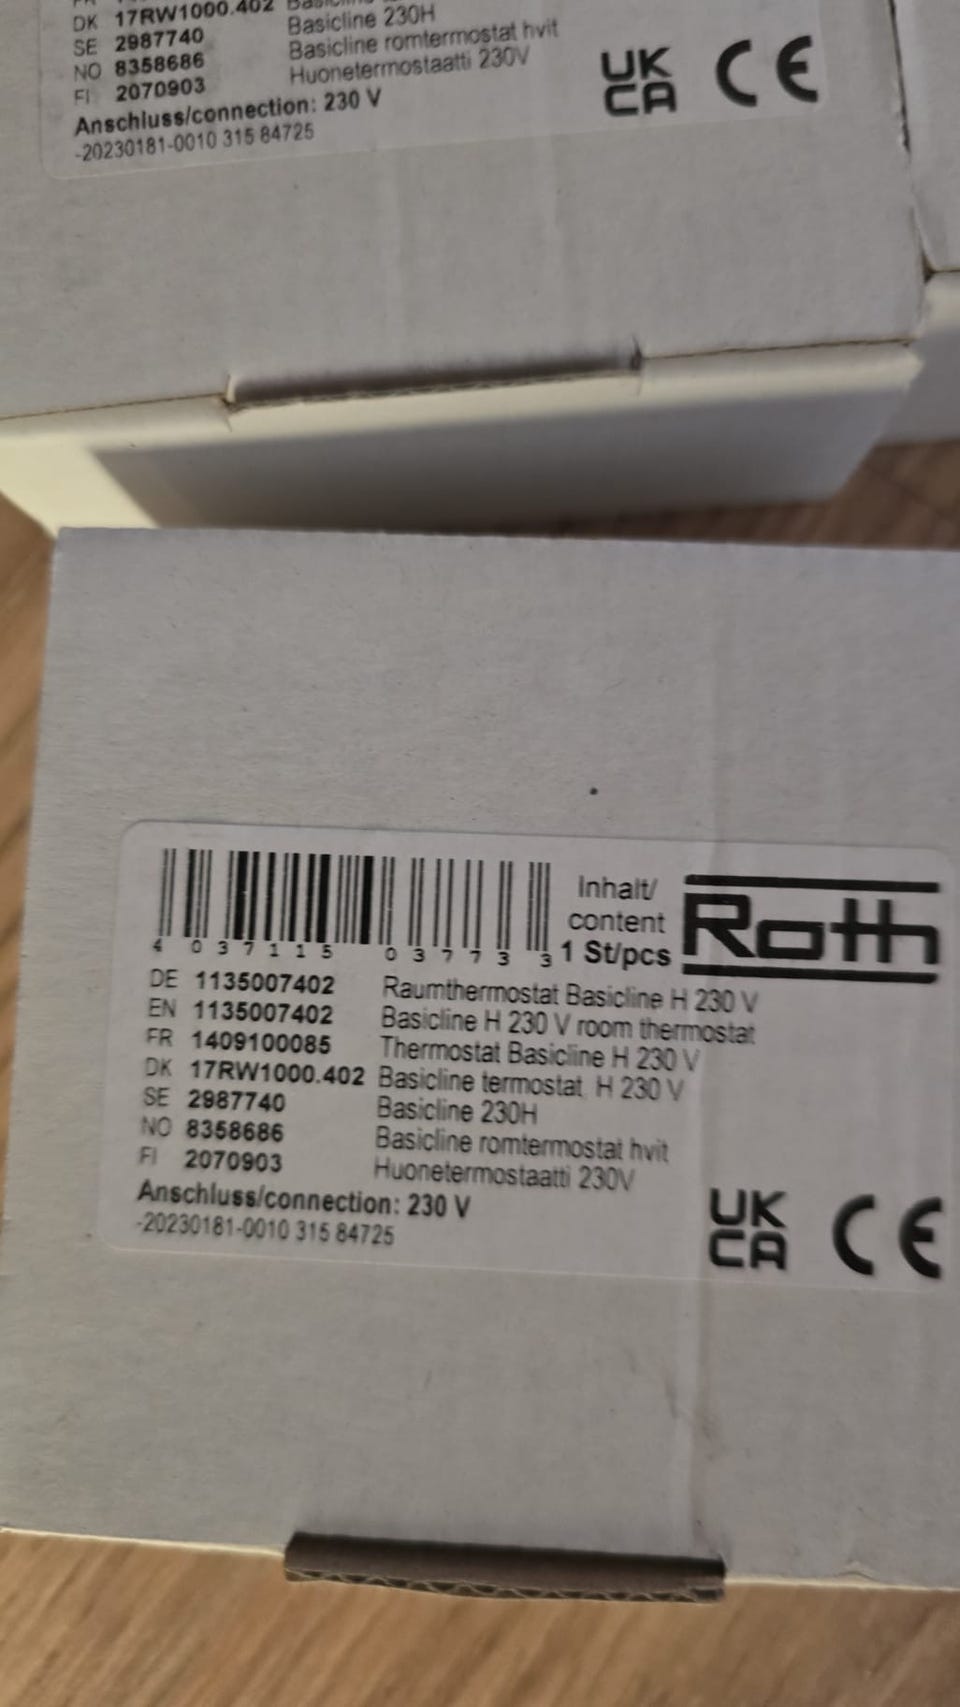 DK 17RW1000.402
SE 2987740 Basicline 230H
NO 8358686 Basicline romtermostat hvit
FI 2070903 Huonetermostaatti 230V
Anschluss/connection: 230 V
-20230181-0010 315 84725
UK
CA
CE
4 037115 037733
Inhalt/
content
1 St/pcs
Roth
DE 1135007402 Raumthermostat Basicline H 230 V
EN 1135007402 Basicline H 230 V room thermostat
FR 1409100085 Thermostat Basicline H 230 V
DK 17RW1000.402 Basicline termostat H 230 V
SE 2987740 Basicline 230H
NO 8358686 Basicline romtermostat hvit
FI 2070903 Huonetermostaatti 230V
Anschluss/connection: 230 V
-20230181-0010 315 84725
UK
CA
CE